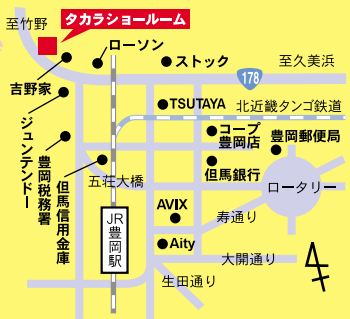 至竹野
タカラショールーム
ローソン
ストック
至久美浜
178
吉野家
TSUTAYA
北近畿タンゴ鉄道
ジュンテンドー
豊岡税務署
但馬信用金庫
五荘大橋
コープ
豊岡店
豊岡郵便局
但馬銀行
ロータリー
JR
豊岡駅
AVIX
寿通り
Aity
大開通り
生田通り